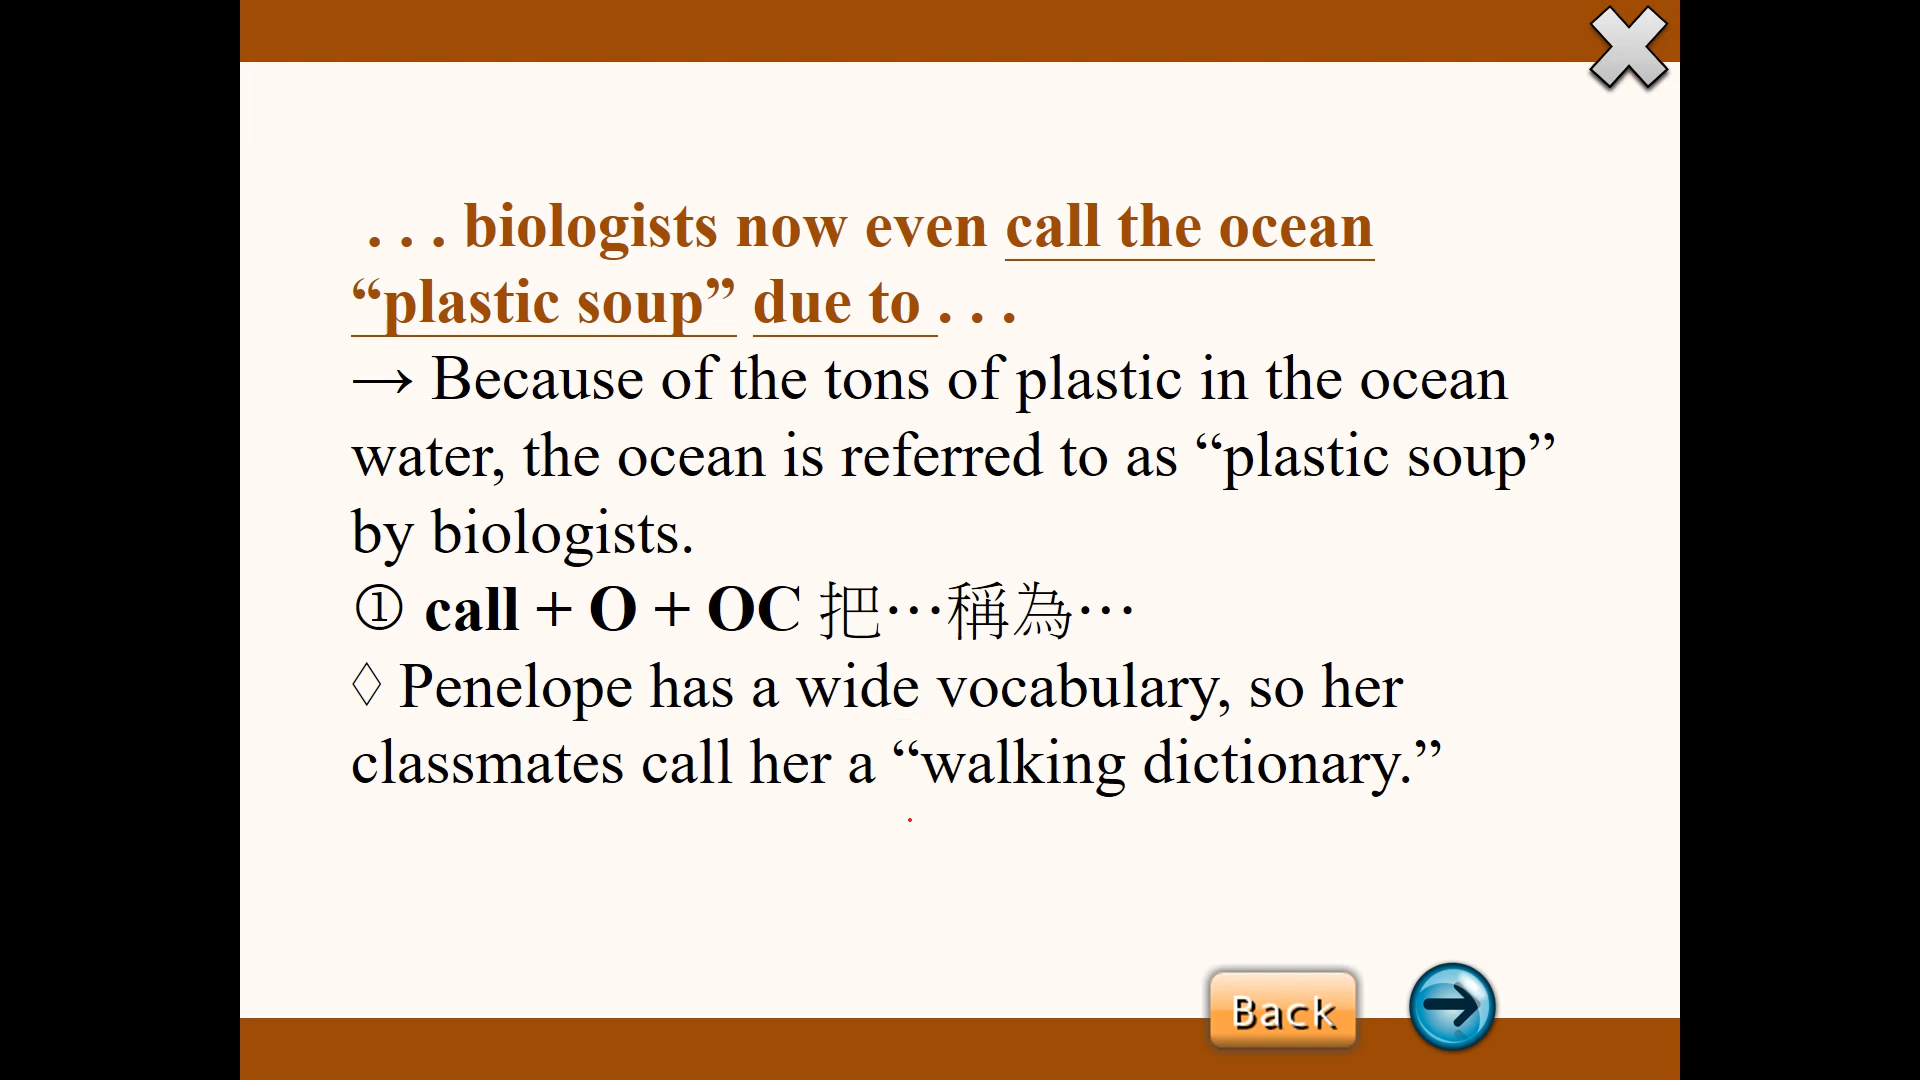 . . . biologists now even call the ocean
“plastic soup” due to . . .
→ Because of the tons of plastic in the ocean
water, the ocean is referred to as “plastic soup”
by biologists.
① call + O + OC 把…稱為…
◊ Penelope has a wide vocabulary, so her
classmates call her a “walking dictionary.”
Back